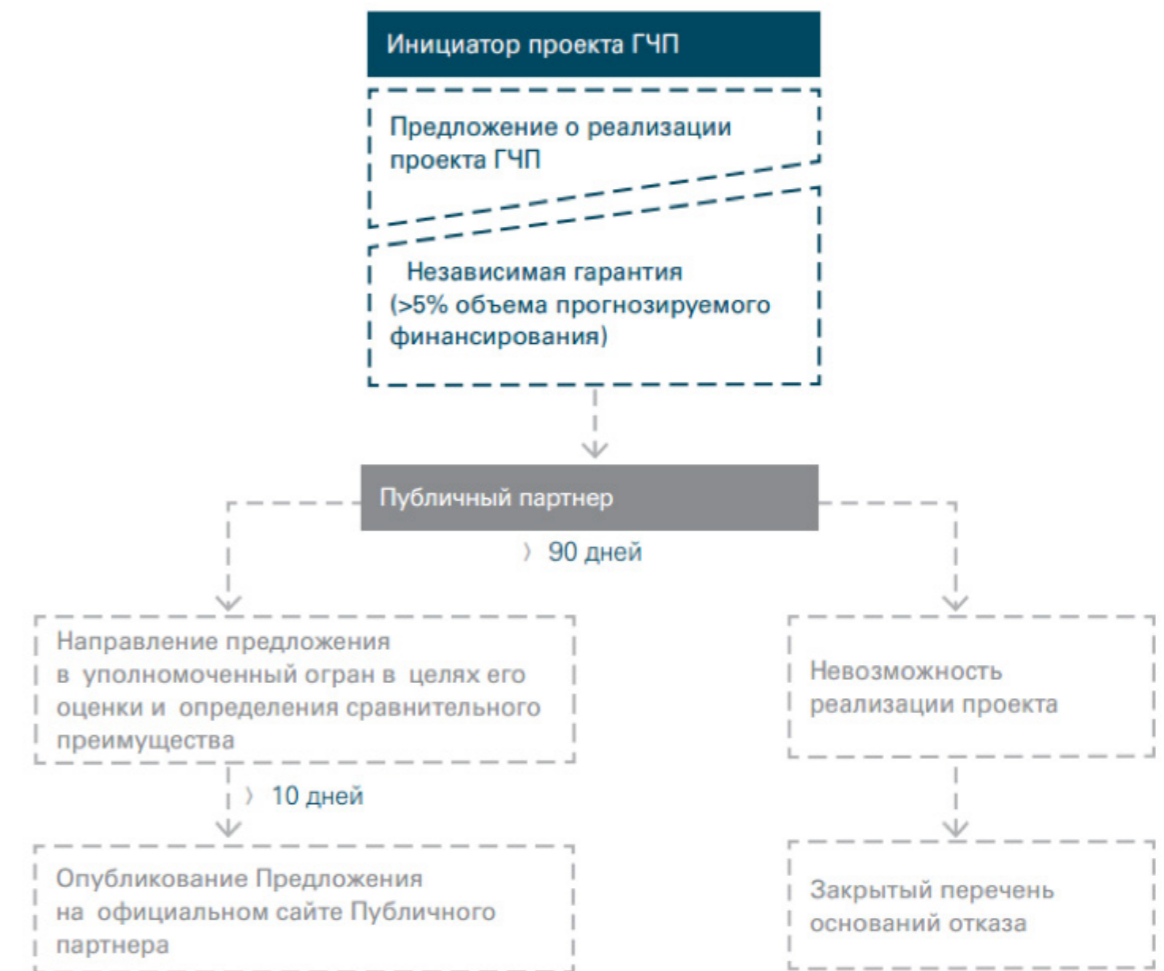 Инициатор проекта ГЧП
Предложение о реализации
проекта ГЧП
Независимая гарантия
(>5% объема прогнозируемого
финансирования)
Публичный партнер
〉 90 дней
Направление предложения
в уполномоченный огран в целях его
оценки и определения сравнительного
преимущества
Невозможность
реализации проекта
〉 10 дней
Опубликование Предложения
на официальном сайте Публичного
партнера
Закрытый перечень
оснований отказа